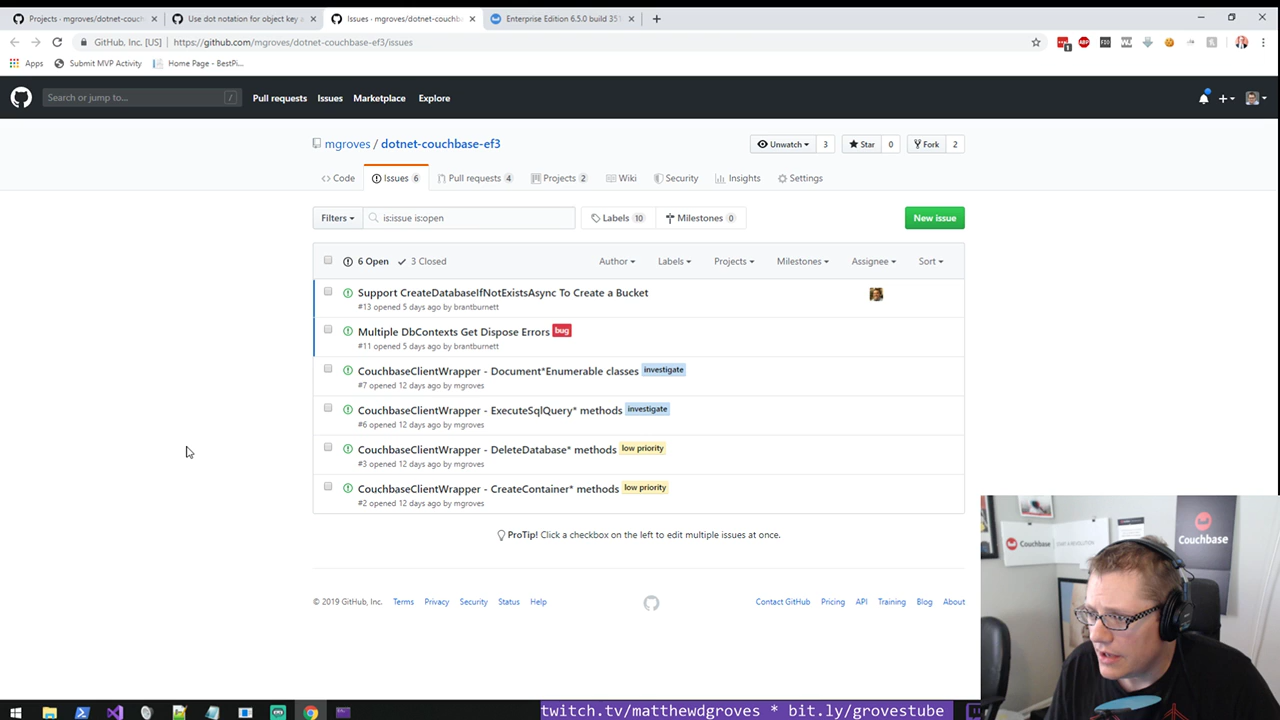 Projects · mgroves/dotnet-couchb
Use dot notation for object key
Issues · mgroves/dotnet-couchba
Enterprise Edition 6.5.0 build 351
GitHub, Inc. [US] https://github.com/mgroves/dotnet-couchbase-ef3/issues
Apps Submit MVP Activity Home Page - BestPr...
Search or jump to... /
Pull requests Issues Marketplace Explore
mgroves / dotnet-couchbase-ef3
Unwatch 3 Star 0 Fork 2
Code Issues 6 Pull requests 4 Projects 2 Wiki Security Insights Settings
Filters is:issue is:open Labels 10 Milestones 0 New issue
6 Open 3 Closed Author Labels Projects Milestones Assignee Sort
Support CreateDatabaseIfNotExistsAsync To Create a Bucket
#13 opened 5 days ago by brantburnett
Multiple DbContexts Get Dispose Errors bug
#11 opened 5 days ago by brantburnett
CouchbaseClientWrapper - Document*Enumerable classes investigate
#7 opened 12 days ago by mgroves
CouchbaseClientWrapper - ExecuteSqlQuery* methods investigate
#6 opened 12 days ago by mgroves
CouchbaseClientWrapper - DeleteDatabase* methods low priority
#3 opened 12 days ago by mgroves
CouchbaseClientWrapper - CreateContainer* methods low priority
#2 opened 12 days ago by mgroves
ProTip! Click a checkbox on the left to edit multiple issues at once.
© 2019 GitHub, Inc. Terms Privacy Security Status Help
Contact GitHub Pricing API Training Blog About
Couchbase
Couchbase
twitch.tv/matthewdgroves * bit.ly/grovestube